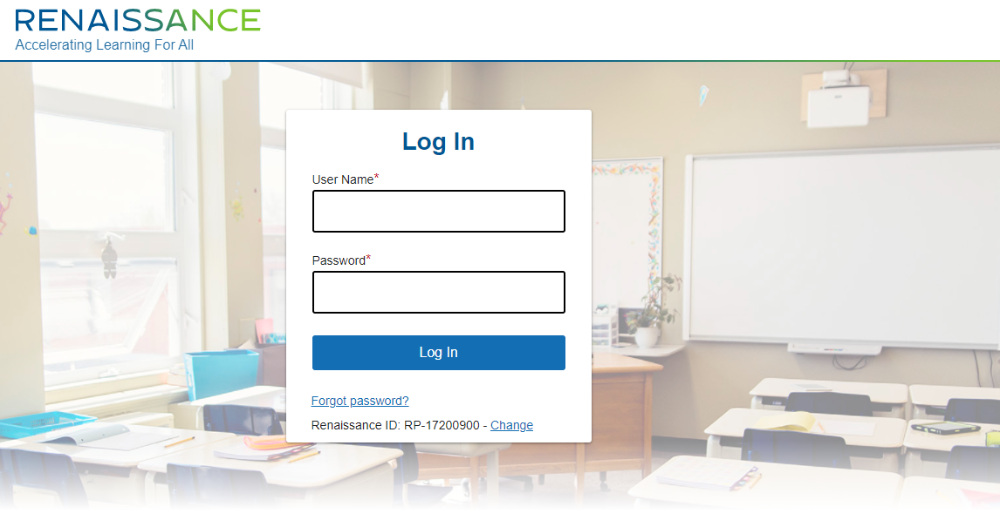 RENAISSANCE
Accelerating Learning For All
Log In
User Name*
Password*
Log In
Forgot password?
Renaissance ID: RP-17200900 - Change